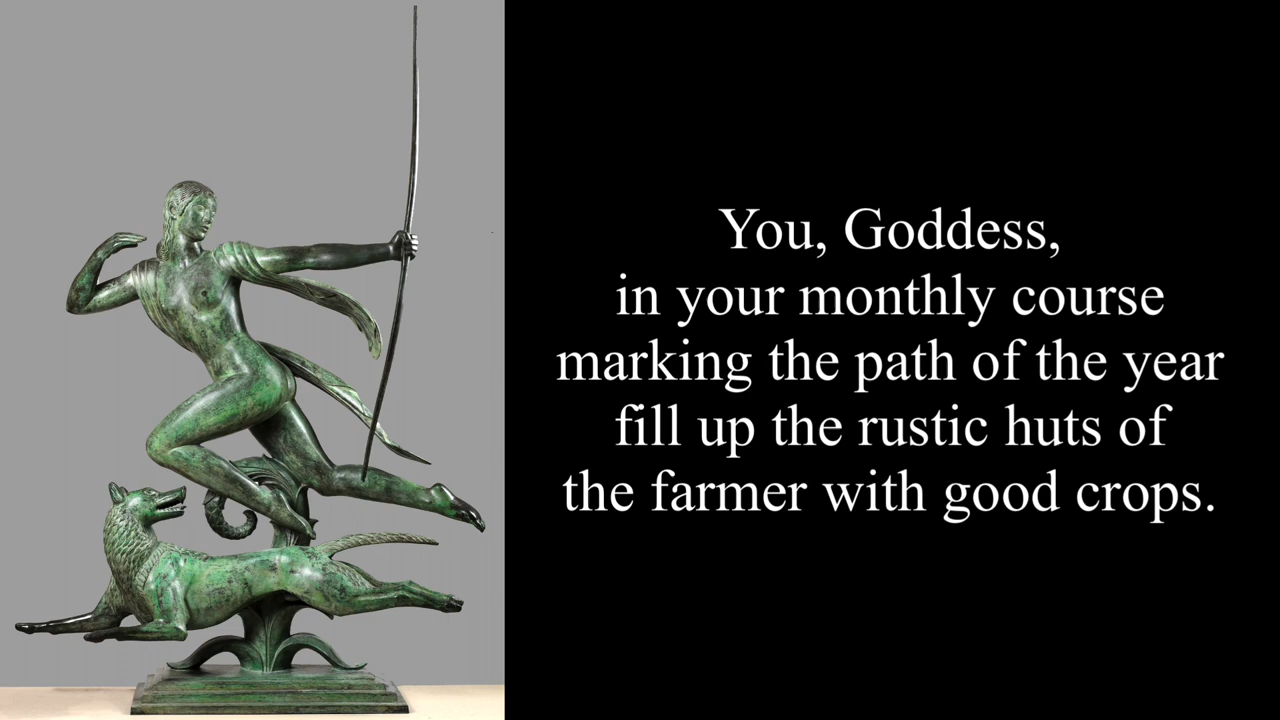 You, Goddess,
in your monthly course
marking the path of the year
fill up the rustic huts of
the farmer with good crops.